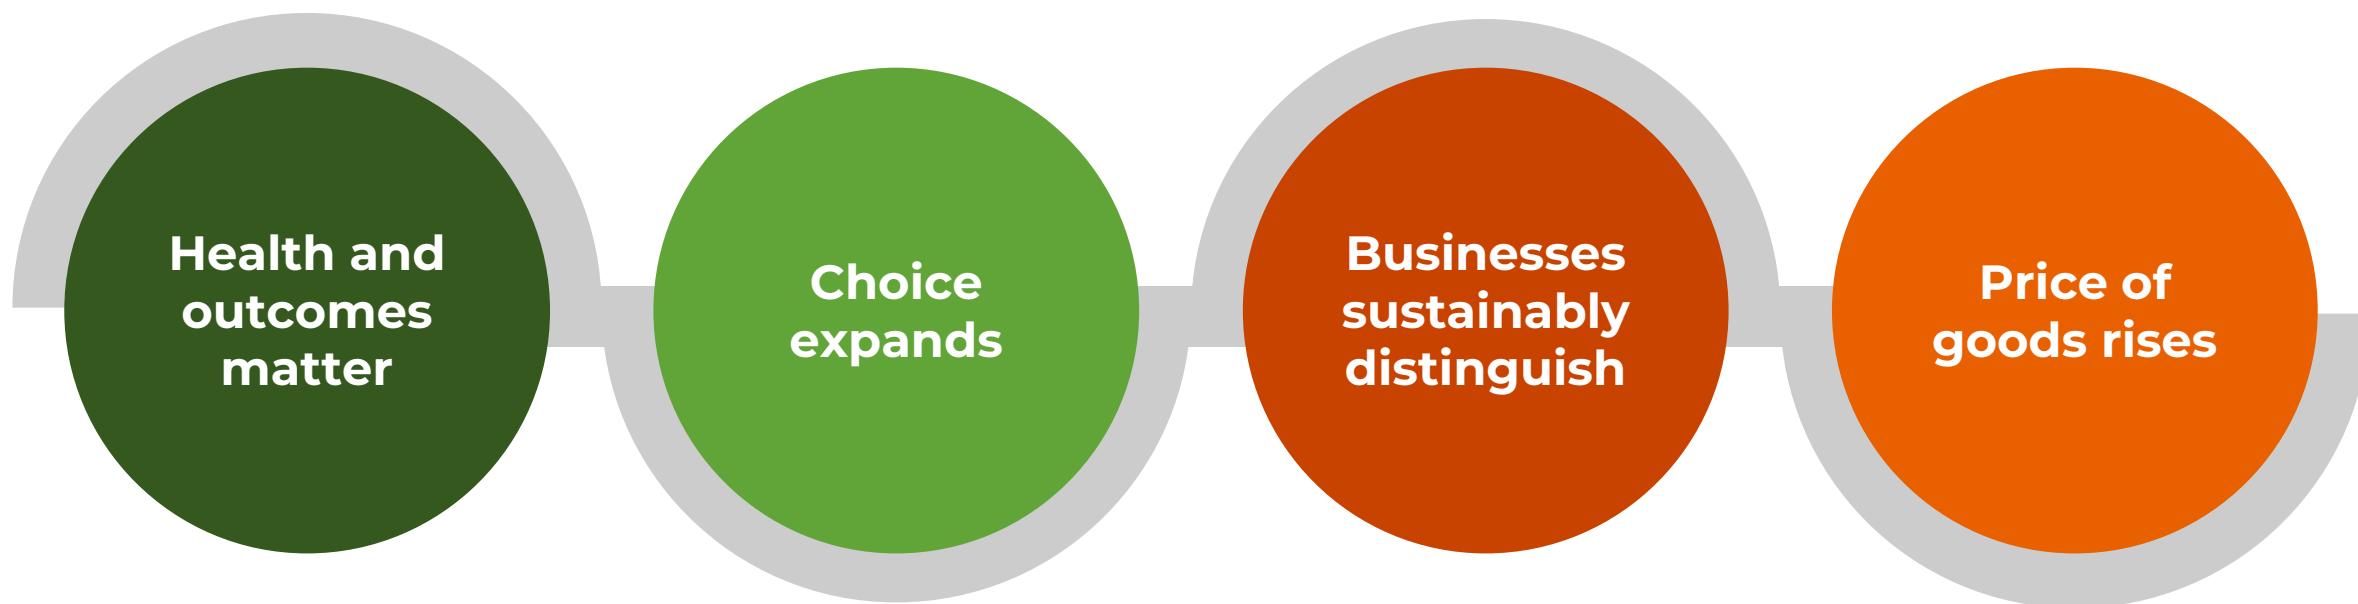 Health and
outcomes
matter
Choice
expands
Businesses
sustainably
distinguish
Price of
goods rises